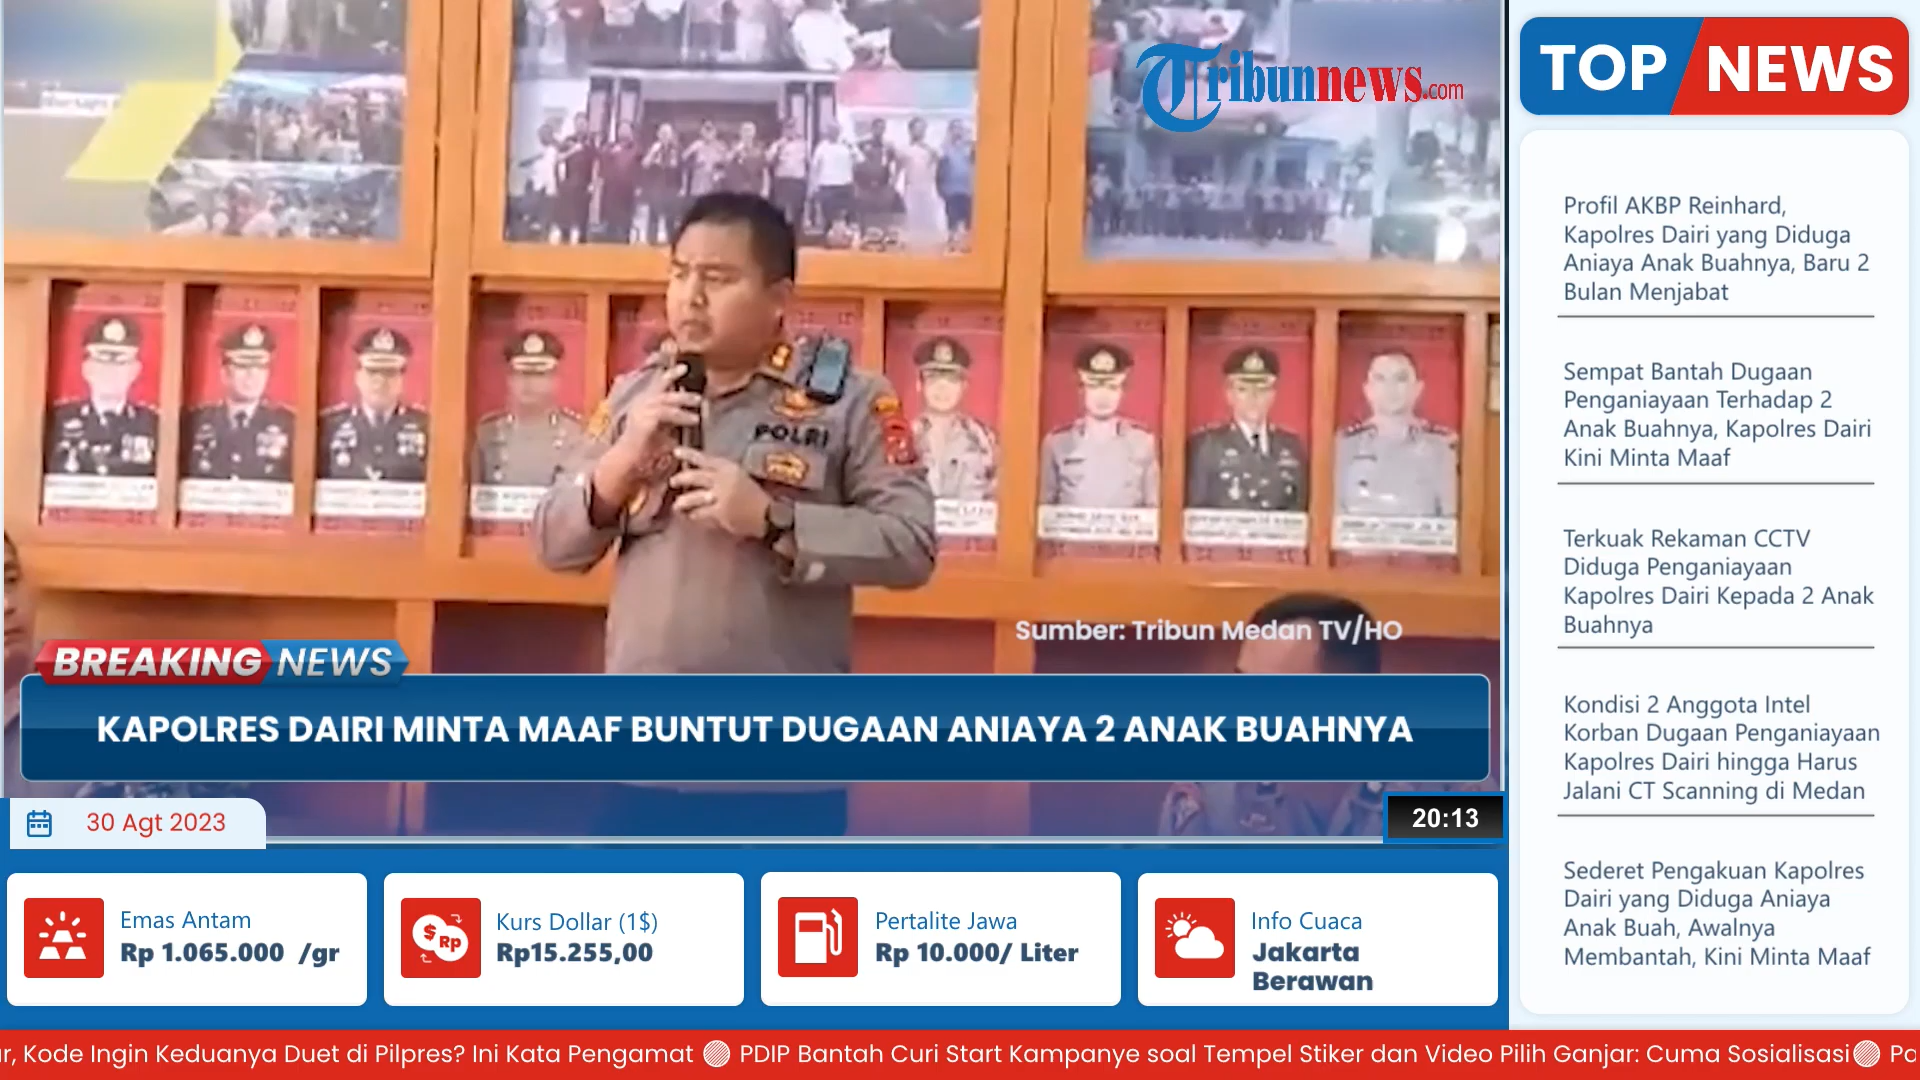 Tribunnews.com
POLRI
Sumber: Tribun Medan TV/HO
BREAKING NEWS
KAPOLRES DAIRI MINTA MAAF BUNTUT DUGAAN ANIAYA 2 ANAK BUAHNYA
30 Agt 2023
20:13
Emas Antam
Rp 1.065.000 /gr
Kurs Dollar (1$)
Rp15.255,00
Pertalite Jawa
Rp 10.000/ Liter
Info Cuaca
Jakarta
Berawan
TOP NEWS
Profil AKBP Reinhard,
Kapolres Dairi yang Diduga
Aniaya Anak Buahnya, Baru 2
Bulan Menjabat
Sempat Bantah Dugaan
Penganiayaan Terhadap 2
Anak Buahnya, Kapolres Dairi
Kini Minta Maaf
Terkuak Rekaman CCTV
Diduga Penganiayaan
Kapolres Dairi Kepada 2 Anak
Buahnya
Kondisi 2 Anggota Intel
Korban Dugaan Penganiayaan
Kapolres Dairi hingga Harus
Jalani CT Scanning di Medan
Sederet Pengakuan Kapolres
Dairi yang Diduga Aniaya
Anak Buah, Awalnya
Membantah, Kini Minta Maaf
r, Kode Ingin Keduanya Duet di Pilpres? Ini Kata Pengamat PDIP Bantah Curi Start Kampanye soal Tempel Stiker dan Video Pilih Ganjar: Cuma Sosialisasi